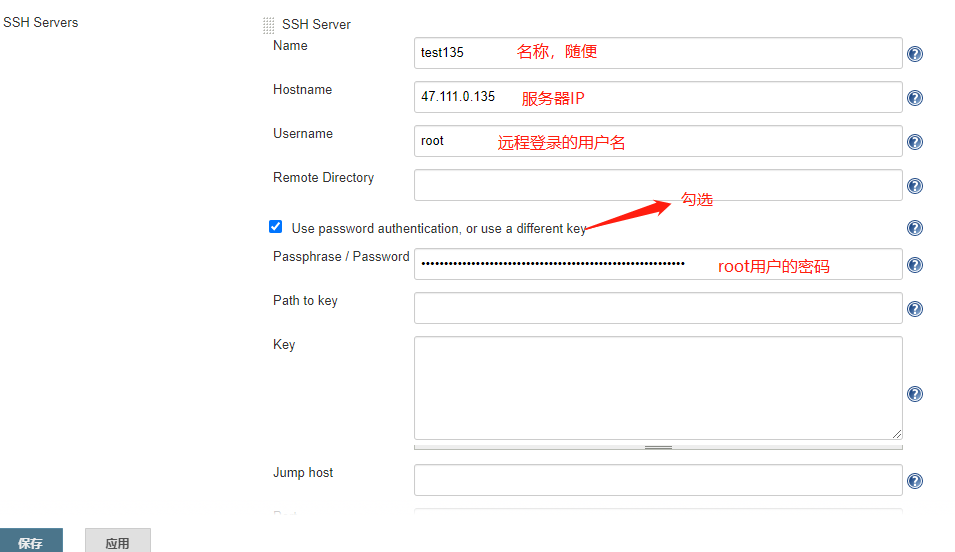 SSH Servers
SSH Server
Name
test135 名称，随便
Hostname
47.111.0.135 服务器IP
Username
root 远程登录的用户名
Remote Directory
勾选
Use password authentication, or use a different key
Passphrase / Password
root用户的密码
Path to key
Key
Jump host
Port
保存 应用